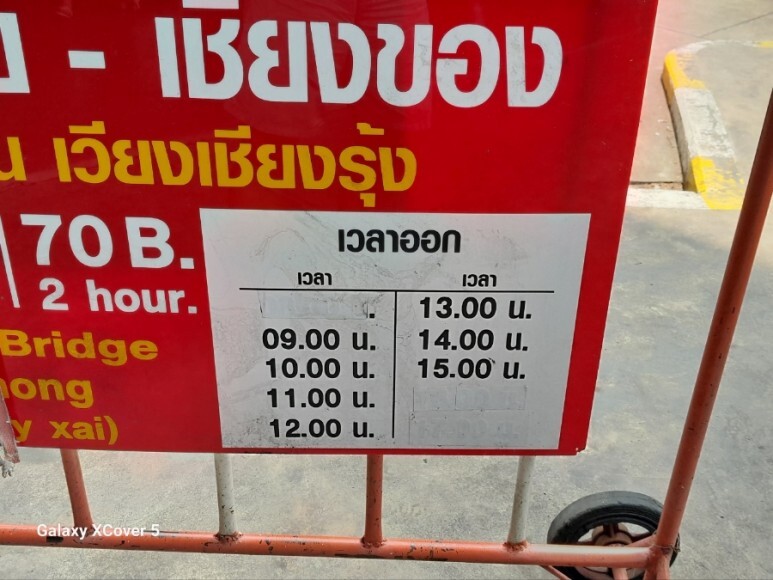 - เชียงของ
เวียงเชียงรุ้ง
70 B.
2 hour.
Bridge
y xai)
เวลาออก
เวลา
09.00 น.
10.00 น.
11.00 น.
12.00 น.
เวลา
13.00 น.
14.00 น.
15.00 น.
Galaxy XCover 5